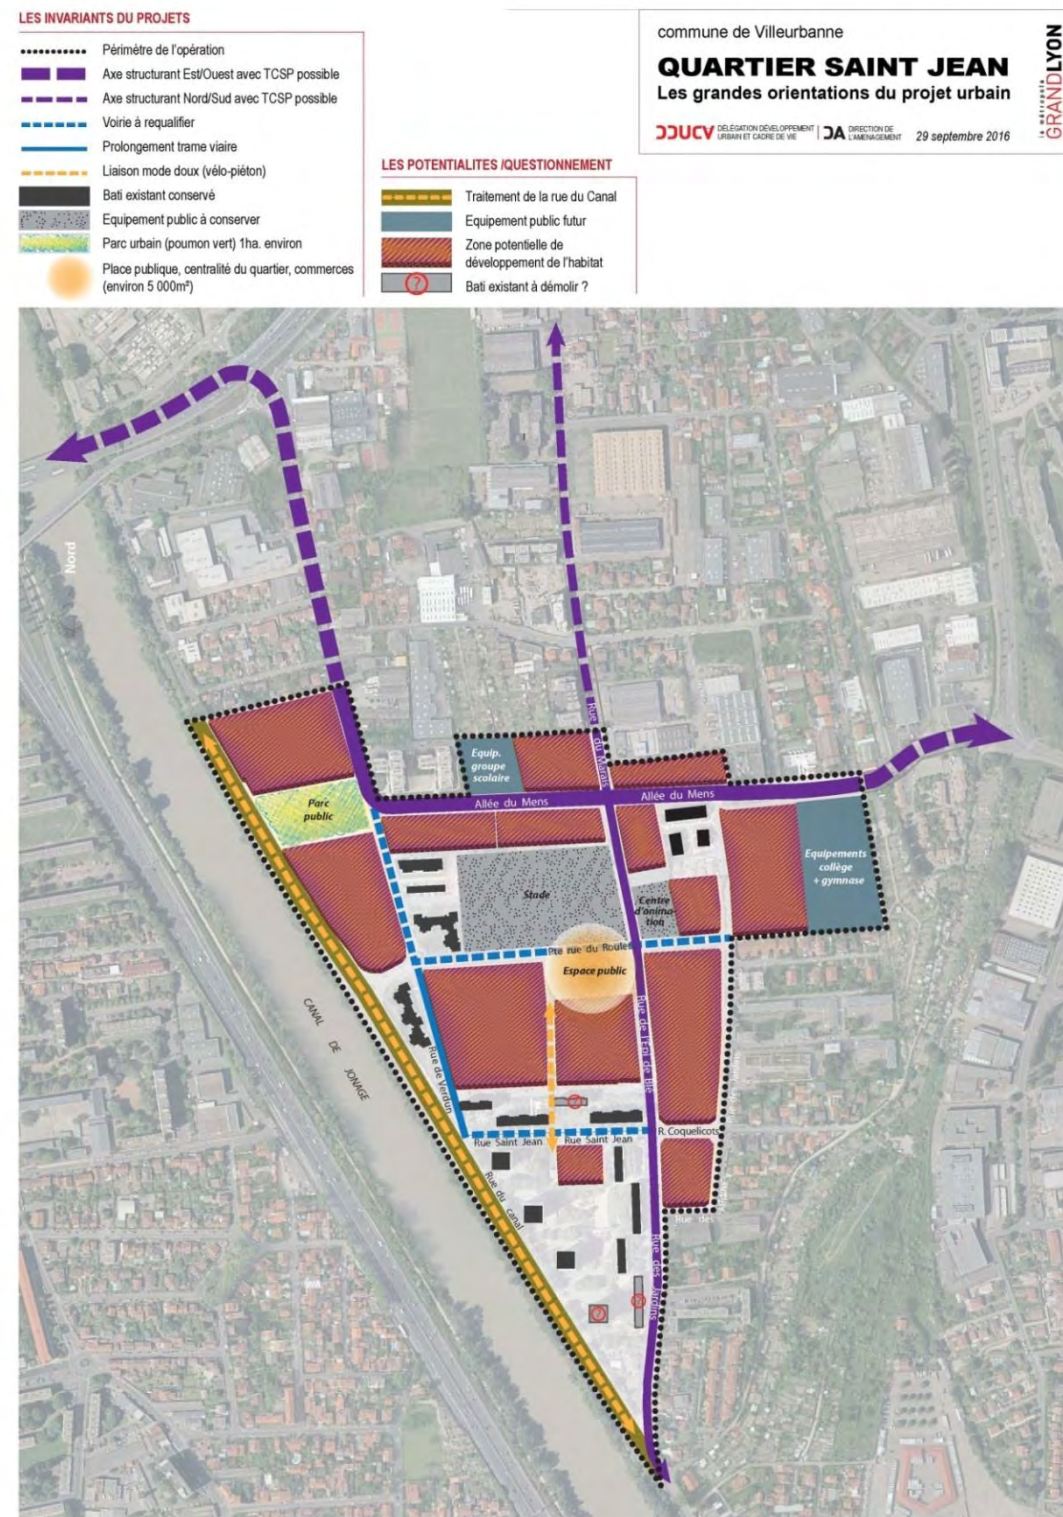 LES INVARIANTS DU PROJETS
Périmètre de l'opération
Axe structurant Est/Ouest avec TCSP possible
Axe structurant Nord/Sud avec TCSP possible
Voirie à requalifier
Prolongement trame viaire
Liaison mode doux (vélo-piéton)
Bati existant conservé
Equipement public à conserver
Parc urbain (poumon vert) 1ha. environ
Place publique, centralité du quartier, commerces
(environ 5 000m²)
LES POTENTIALITES /QUESTIONNEMENT
Traitement de la rue du Canal
Equipement public futur
Zone potentielle de
développement de l'habitat
?
Bati existant à démolir ?
commune de Villeurbanne
QUARTIER SAINT JEAN
Les grandes orientations du projet urbain
DDUCV DÉLÉGATION DÉVELOPPEMENT
URBAIN ET CADRE DE VIE
DA DIRECTION DE
L'AMENAGEMENT
29 septembre 2016
la métropole
GRANDLYON
Nord
Rue du Marais
Equip.
groupe
scolaire
Parc
public
Allée du Mens
Allée du Mens
Equipements
collège
+ gymnase
Stade
Centre
d'anima-
tion
Pte rue du Roulet
Espace public
CANAL DE JONAGE
Rue de Verdun
Rue de l'Epi de Blé
?
Rue Saint Jean
Rue Saint Jean
R. Coquelicots
Rue du canal
Rue des
Rue des Jardins
?
?